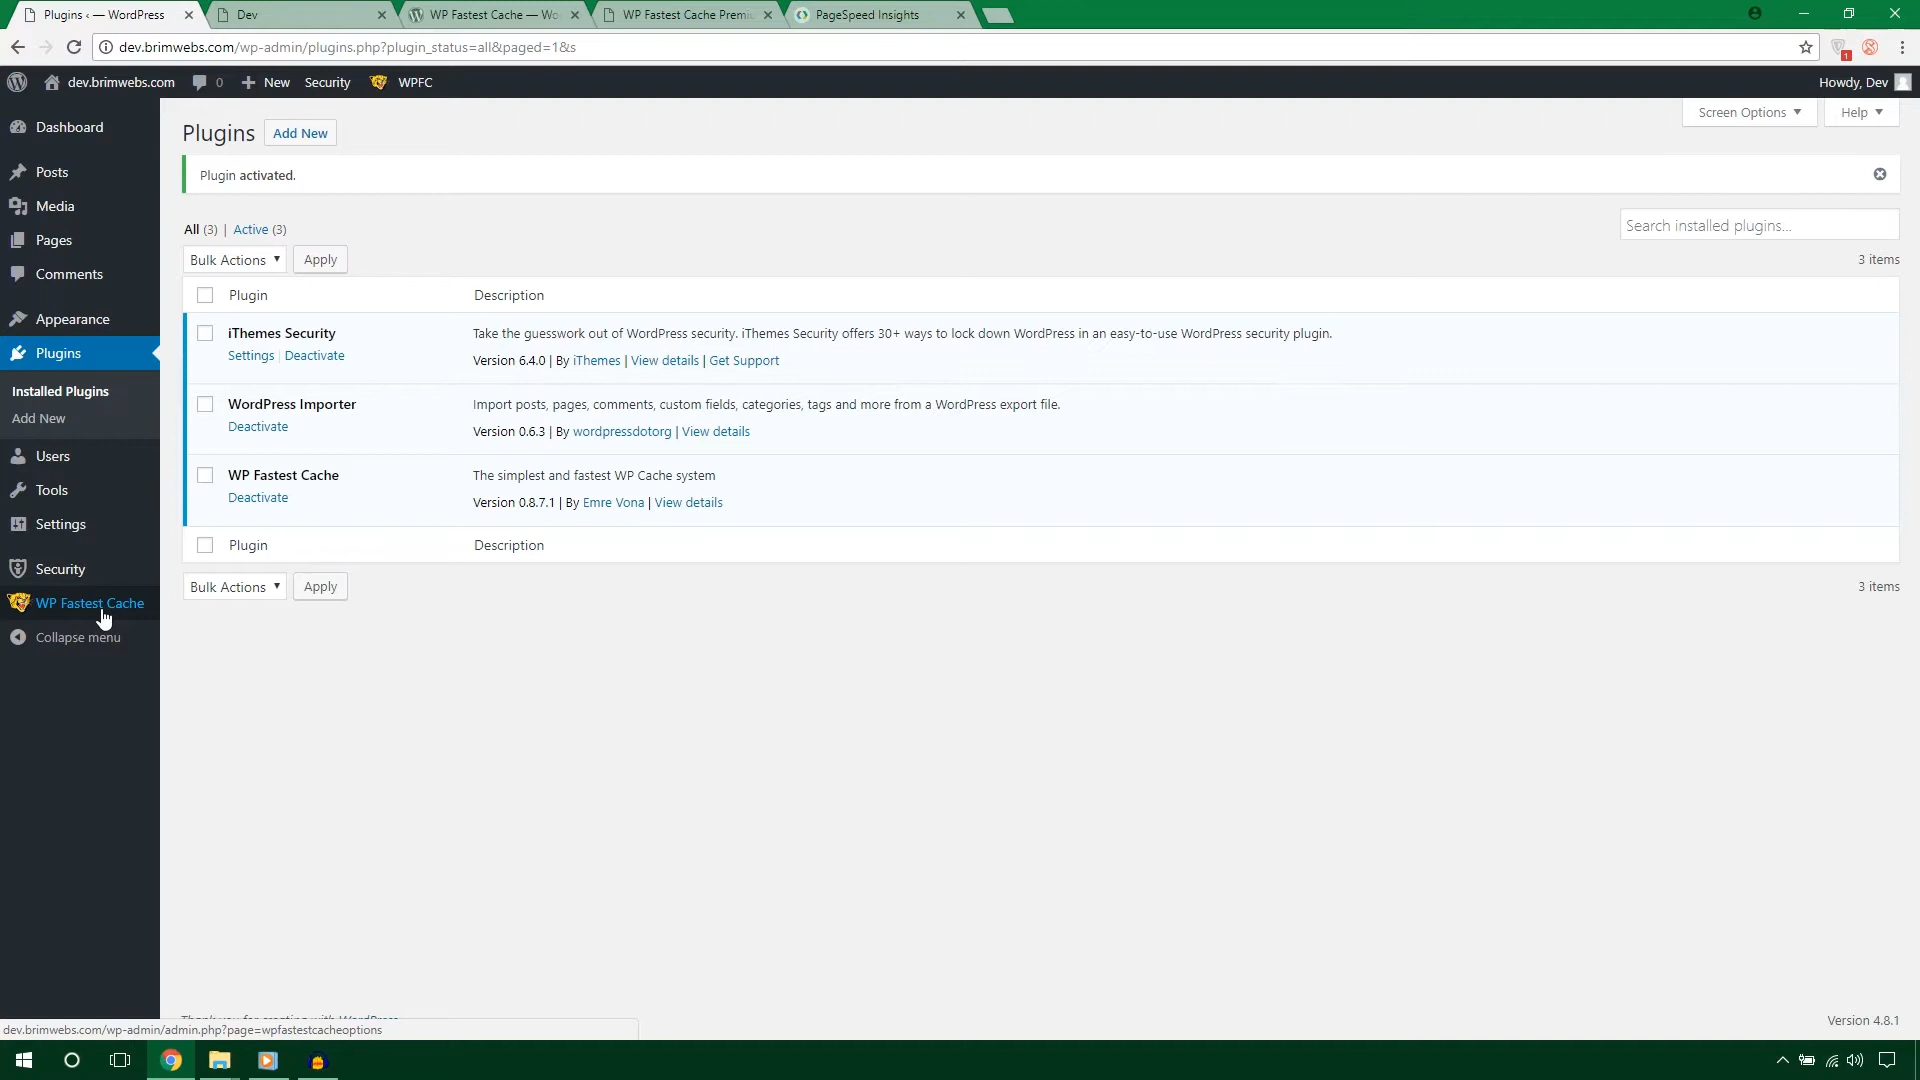 Plugins ‹ — WordPress
Dev
WP Fastest Cache — Wo
WP Fastest Cache Premi
PageSpeed Insights
dev.brimwebs.com/wp-admin/plugins.php?plugin_status=all&paged=1&s
1
dev.brimwebs.com
0
New
Security
WPFC
Howdy, Dev
Dashboard
Posts
Media
Pages
Comments
Appearance
Plugins
Installed Plugins
Add New
Users
Tools
Settings
Security
WP Fastest Cache
Collapse menu
Screen Options
Help
Plugins
Add New
Plugin activated.
All (3) | Active (3)
Search installed plugins...
Bulk Actions
Apply
3 items
Plugin
Description
iThemes Security
Settings | Deactivate
Take the guesswork out of WordPress security. iThemes Security offers 30+ ways to lock down WordPress in an easy-to-use WordPress security plugin.
Version 6.4.0 | By iThemes | View details | Get Support
WordPress Importer
Deactivate
Import posts, pages, comments, custom fields, categories, tags and more from a WordPress export file.
Version 0.6.3 | By wordpressdotorg | View details
WP Fastest Cache
Deactivate
The simplest and fastest WP Cache system
Version 0.8.7.1 | By Emre Vona | View details
Plugin
Description
Bulk Actions
Apply
3 items
Thank you for creating with WordPress.
Version 4.8.1
dev.brimwebs.com/wp-admin/admin.php?page=wpfastestcacheoptions